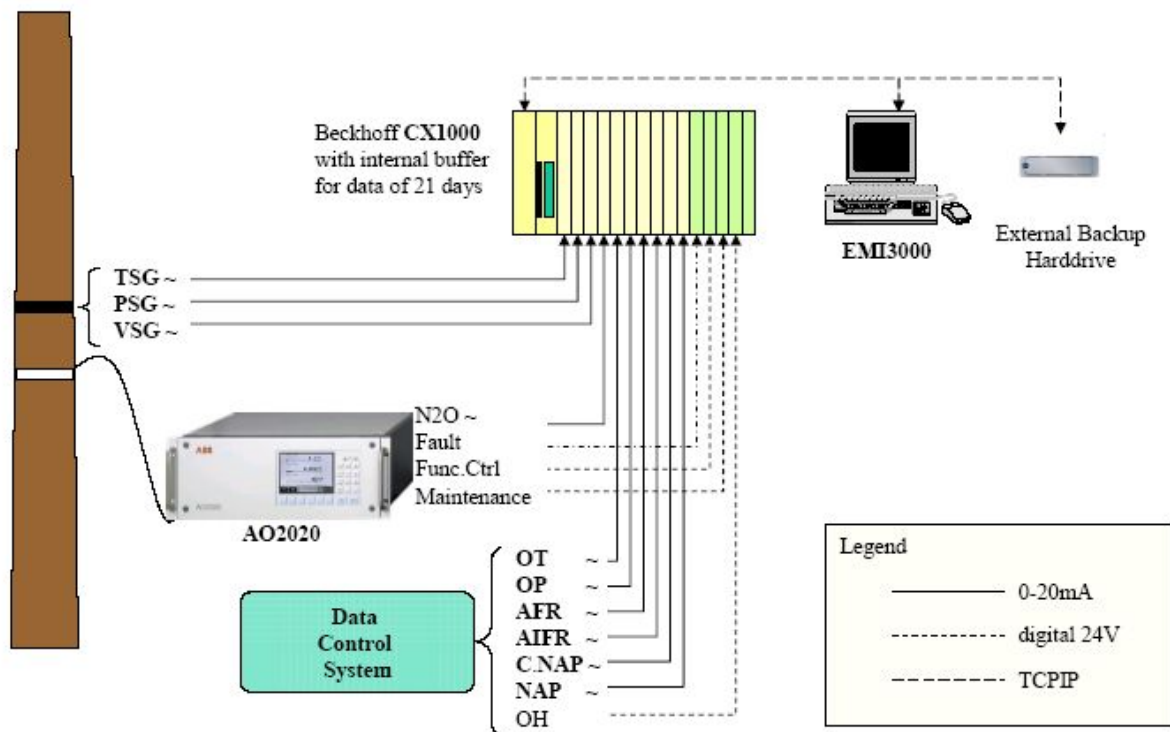 Beckhoff CX1000
with internal buffer
for data of 21 days
EMI3000
External Backup
Harddrive
TSG ~
PSG ~
VSG ~
ABB
N2O ~
Fault
Func.Ctrl
Maintenance
AO2020
Data
Control
System
OT ~
OP ~
AFR ~
AIFR ~
C.NAP ~
NAP ~
OH
Legend
0-20mA
digital 24V
TCPIP